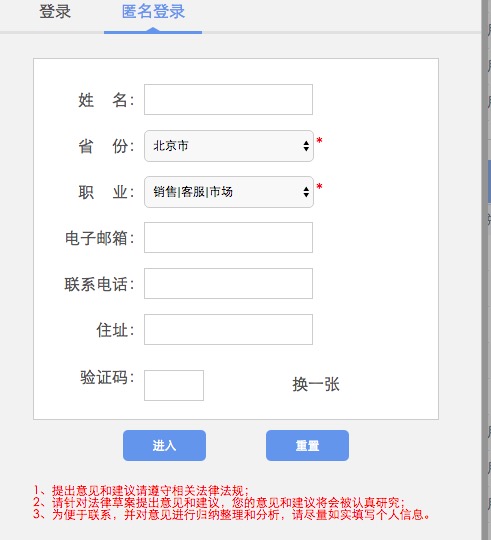 登录 匿名登录
姓 名：
省 份： 北京市 *
职 业： 销售|客服|市场 *
电子邮箱：
联系电话：
住址：
验证码： 换一张
进入 重置
1、提出意见和建议请遵守相关法律法规；
2、请针对法律草案提出意见和建议，您的意见和建议将会被认真研究；
3、为便于联系，并对意见进行归纳整理和分析，请尽量如实填写个人信息。